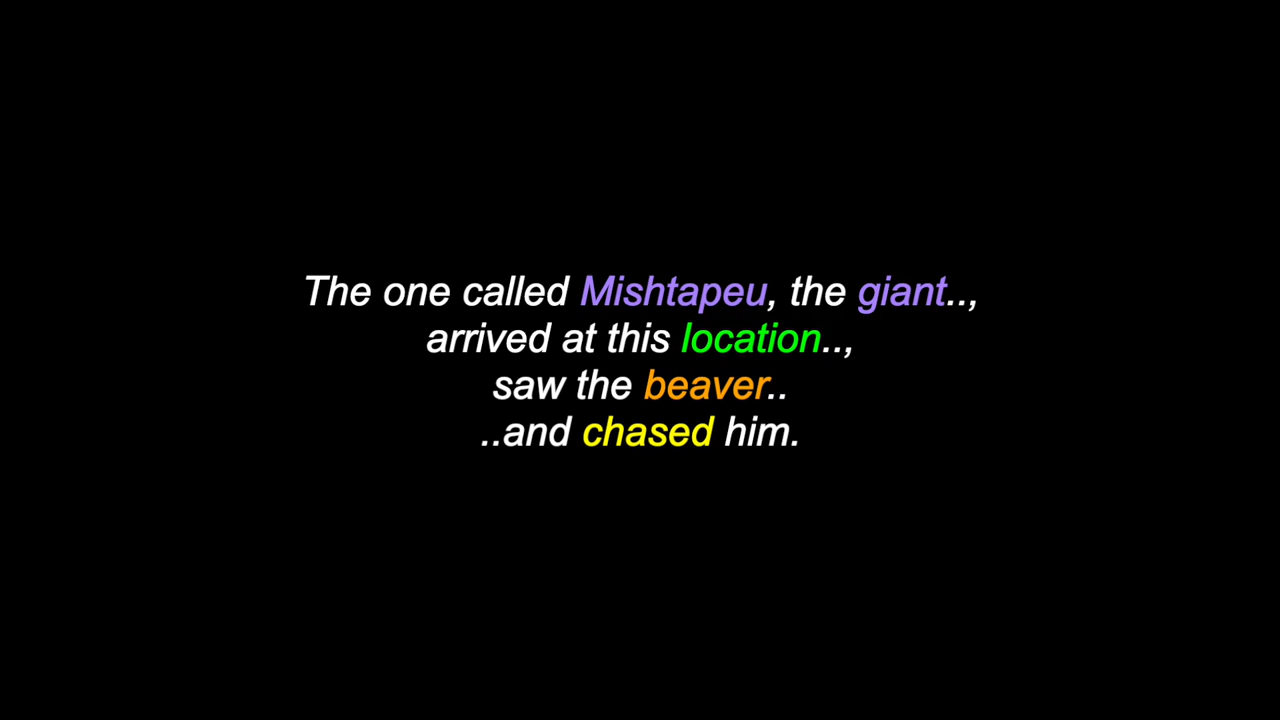 The one called Mishtapeu, the giant..,
arrived at this location..,
saw the beaver..
..and chased him.